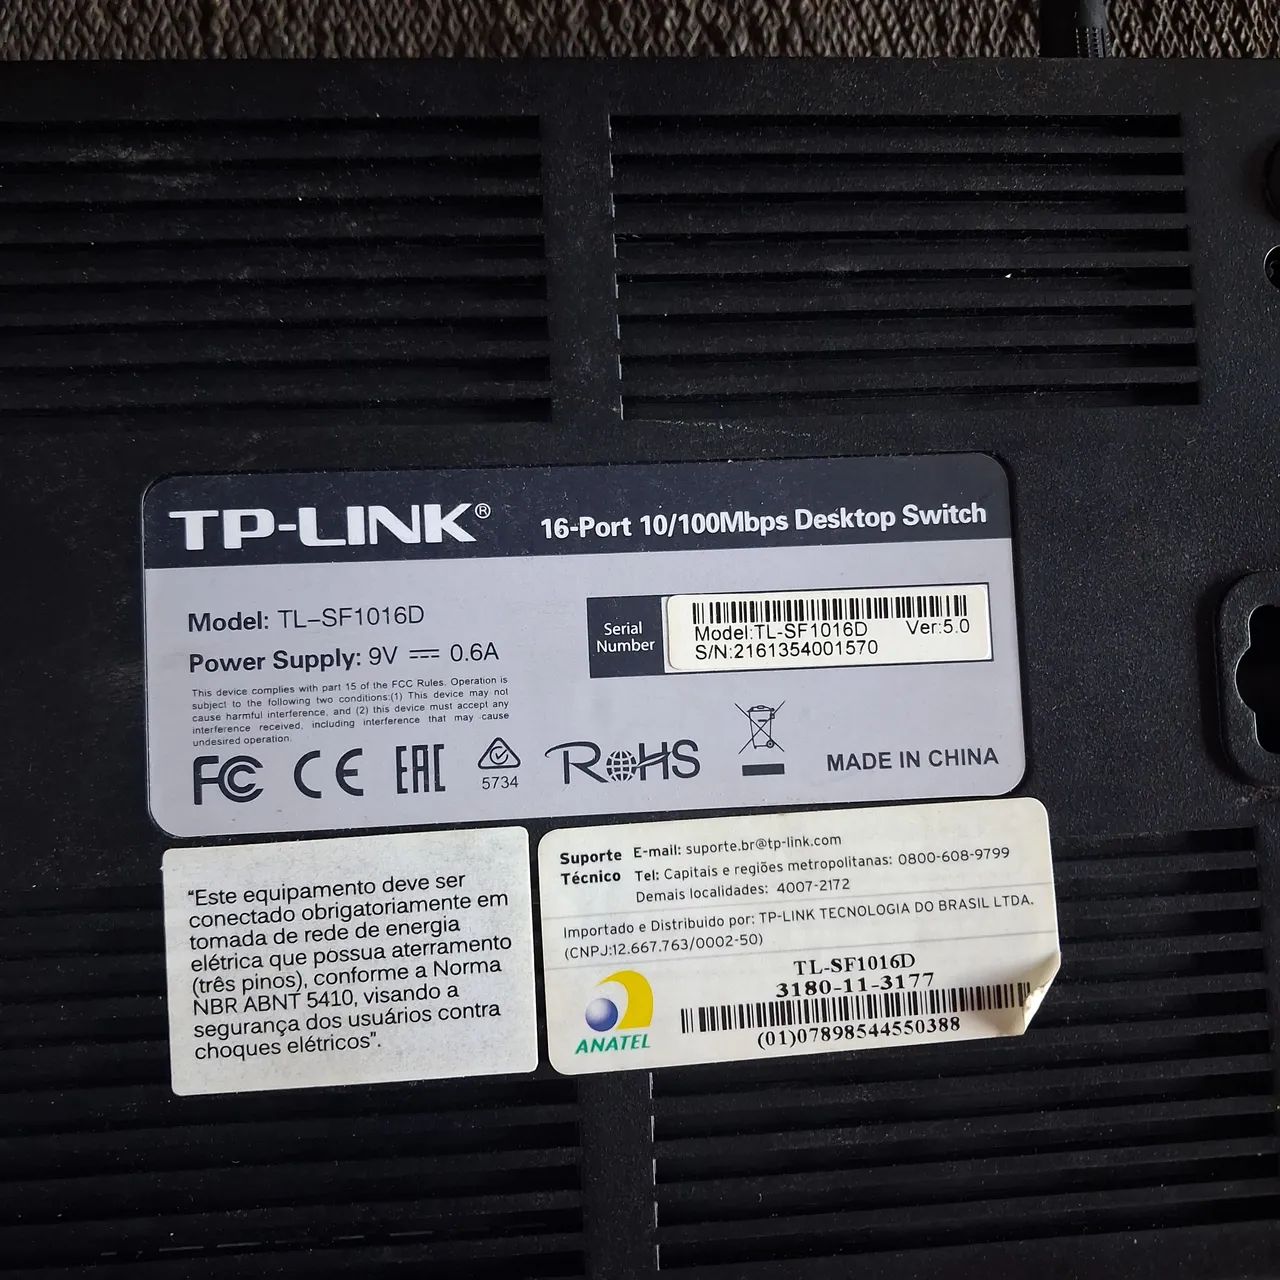 TP-LINK®
16-Port 10/100Mbps Desktop Switch
Model: TL-SF1016D
Power Supply: 9V ⎓ 0.6A
This device complies with part 15 of the FCC Rules. Operation is
subject to the following two conditions:(1) This device may not
cause harmful interference, and (2) this device must accept any
interference received, including interference that may cause
undesired operation.
Serial
Number
Model:TL-SF1016D Ver:5.0
S/N:2161354001570
FC CE EAC
5734
RoHS
MADE IN CHINA
"Este equipamento deve ser
conectado obrigatoriamente em
tomada de rede de energia
elétrica que possua aterramento
(três pinos), conforme a Norma
NBR ABNT 5410, visando a
segurança dos usuários contra
choques elétricos".
Suporte
Técnico
E-mail: suporte.br@tp-link.com
Tel: Capitais e regiões metropolitanas: 0800-608-9799
Demais localidades: 4007-2172
Importado e Distribuido por: TP-LINK TECNOLOGIA DO BRASIL LTDA.
(CNPJ:12.667.763/0002-50)
ANATEL
TL-SF1016D
3180-11-3177
(01)07898544550388